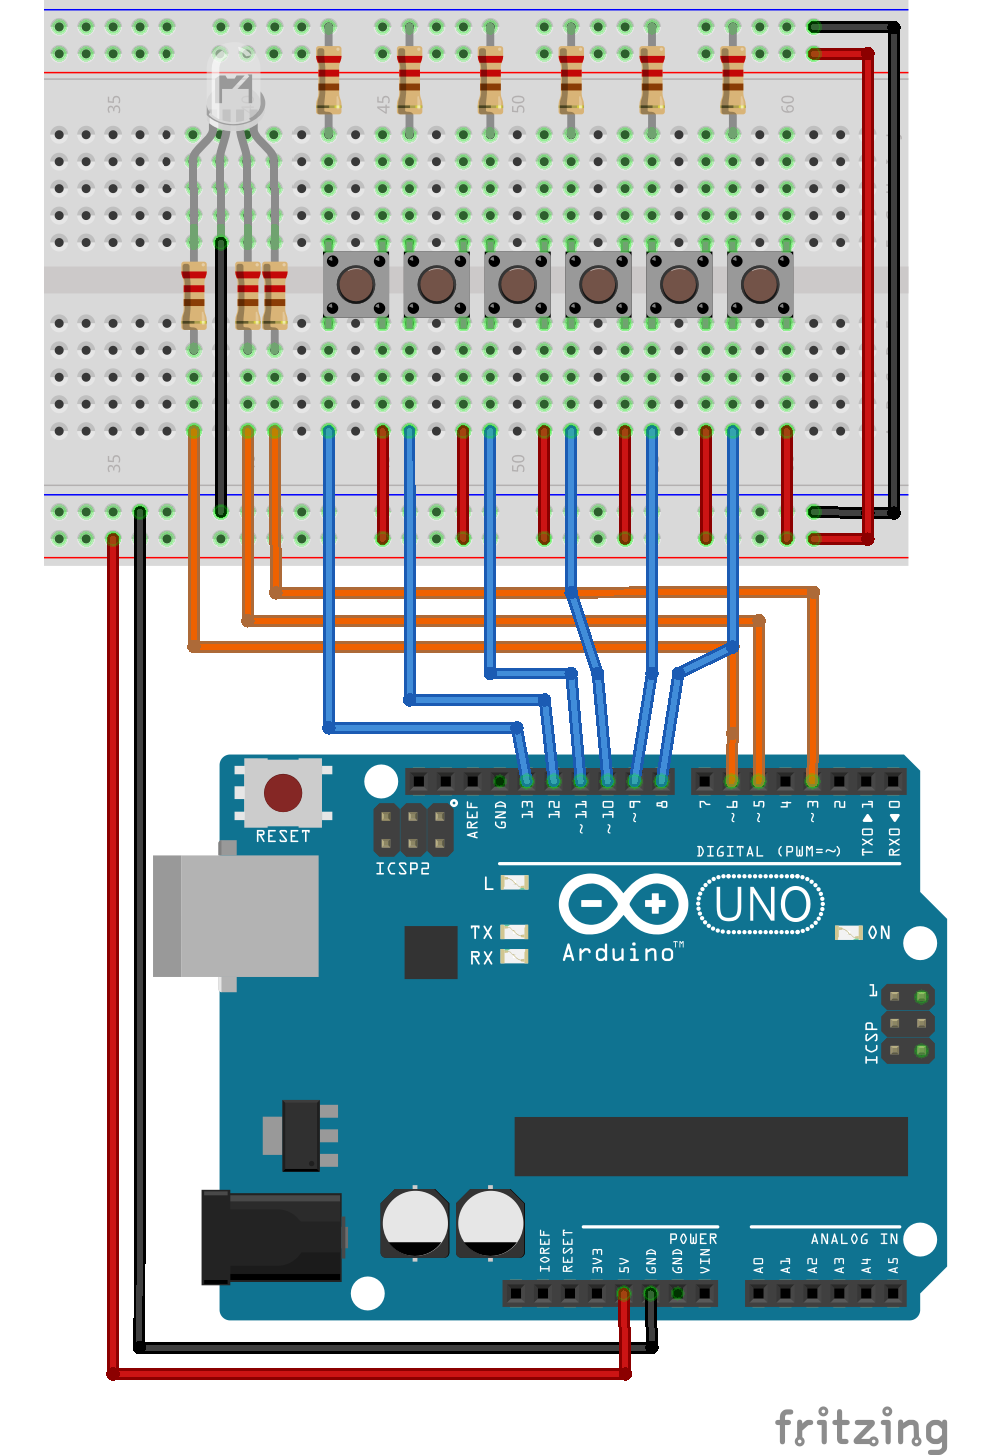 35 45 50 60
35 50
RESET
ICSP2
AREF GND 13 12 ~11 ~10 ~9 8 7 ~6 ~5 4 ~3 2 TX0▶1 RX0◀0
DIGITAL (PWM=~)
L
TX
RX
Arduino™
UNO
ON
1
ICSP
IOREF RESET 3V3 5V GND GND VIN
POWER
A0 A1 A2 A3 A4 A5
ANALOG IN
fritzing